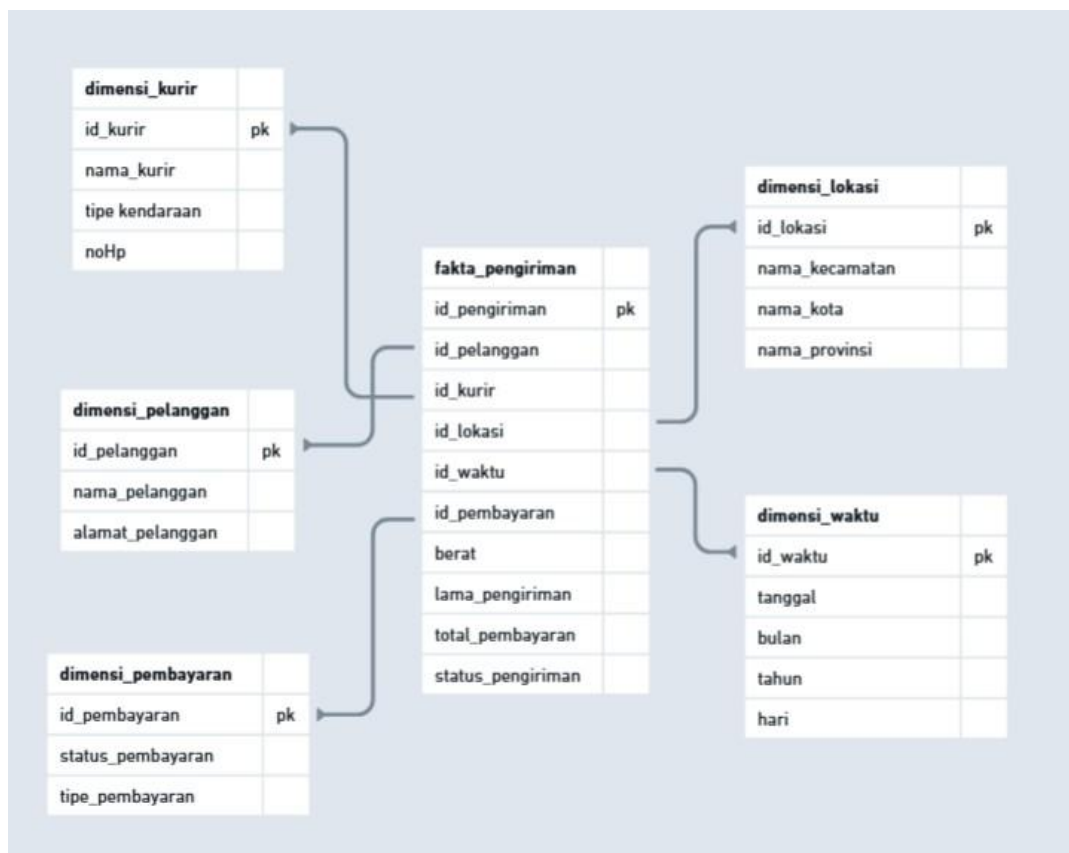 dimensi_kurir
id_kurir pk
nama_kurir
tipe kendaraan
noHp
dimensi_pelanggan
id_pelanggan pk
nama_pelanggan
alamat_pelanggan
dimensi_pembayaran
id_pembayaran pk
status_pembayaran
tipe_pembayaran
fakta_pengiriman
id_pengiriman pk
id_pelanggan
id_kurir
id_lokasi
id_waktu
id_pembayaran
berat
lama_pengiriman
total_pembayaran
status_pengiriman
dimensi_lokasi
id_lokasi pk
nama_kecamatan
nama_kota
nama_provinsi
dimensi_waktu
id_waktu pk
tanggal
bulan
tahun
hari